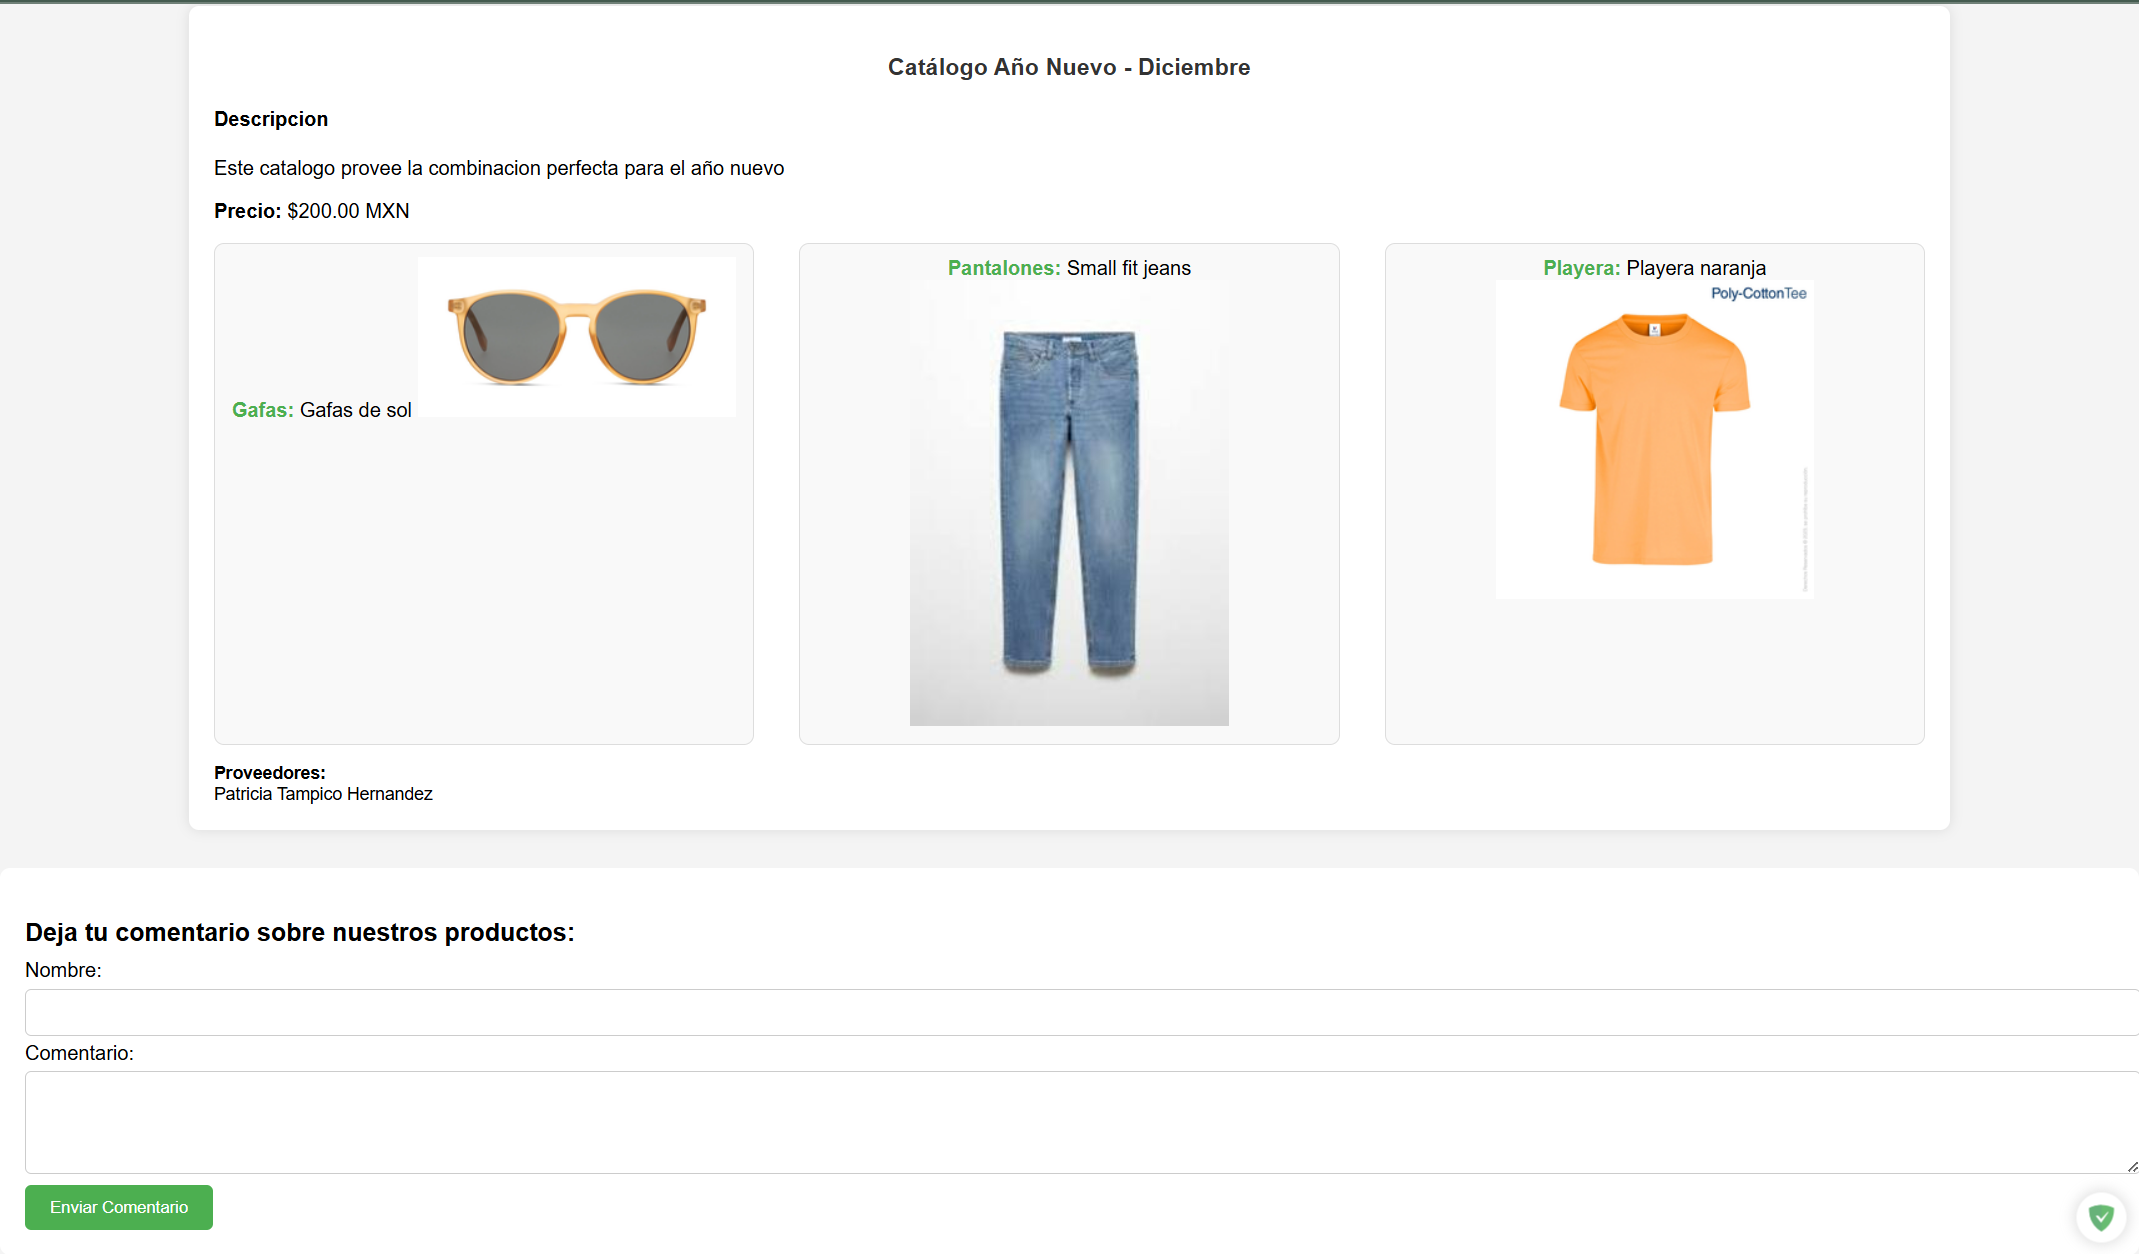 Catálogo Año Nuevo - Diciembre
Descripcion
Este catalogo provee la combinacion perfecta para el año nuevo
Precio: $200.00 MXN
Gafas: Gafas de sol
Pantalones: Small fit jeans
Playera: Playera naranja
Poly-CottonTee
Proveedores:
Patricia Tampico Hernandez
Deja tu comentario sobre nuestros productos:
Nombre:
Comentario:
Enviar Comentario